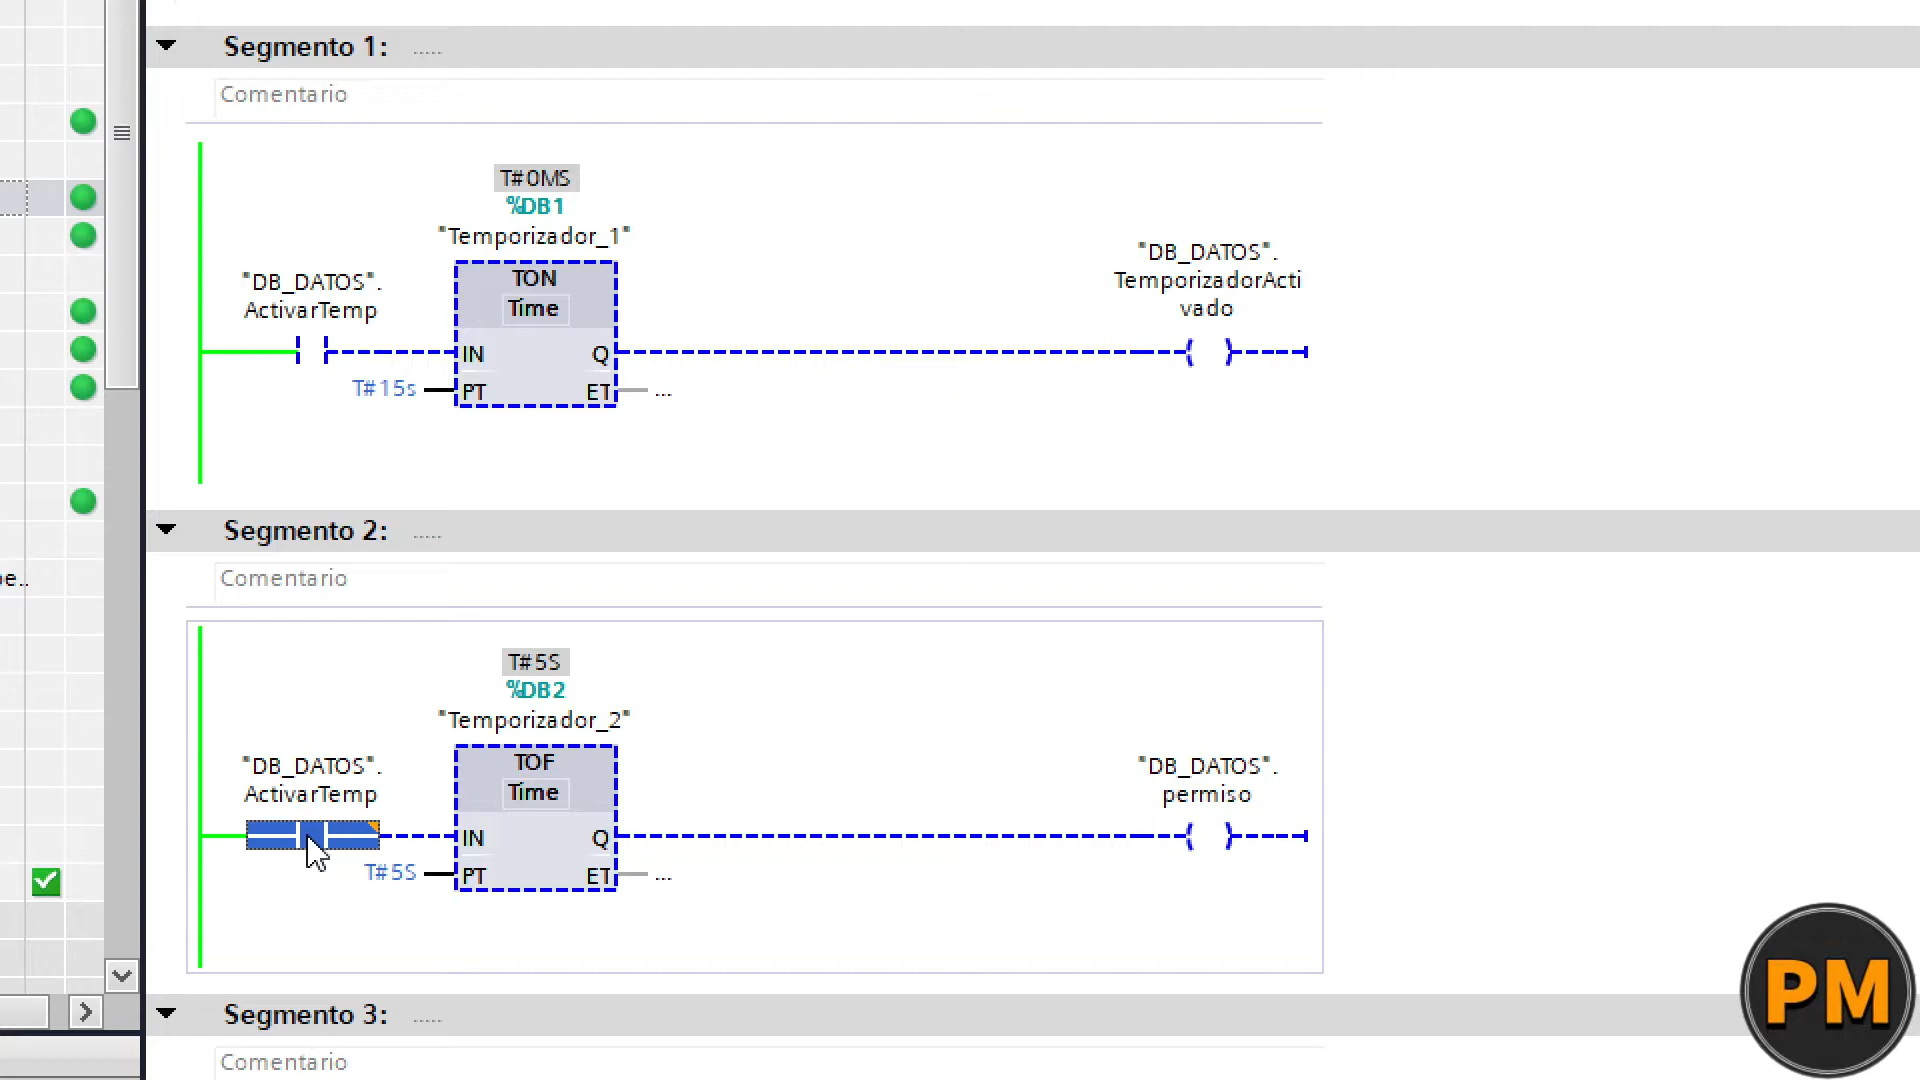 Segmento 1: .....
Comentario
T#0MS
%DB1
"Temporizador_1"
"DB_DATOS".
ActivarTemp
TON
Time
IN Q
T#15s PT ET ...
"DB_DATOS".
TemporizadorActi
vado
Segmento 2: .....
Comentario
T#5S
%DB2
"Temporizador_2"
"DB_DATOS".
ActivarTemp
TOF
Time
IN Q
T#5S PT ET ...
"DB_DATOS".
permiso
Segmento 3: .....
Comentario
PM